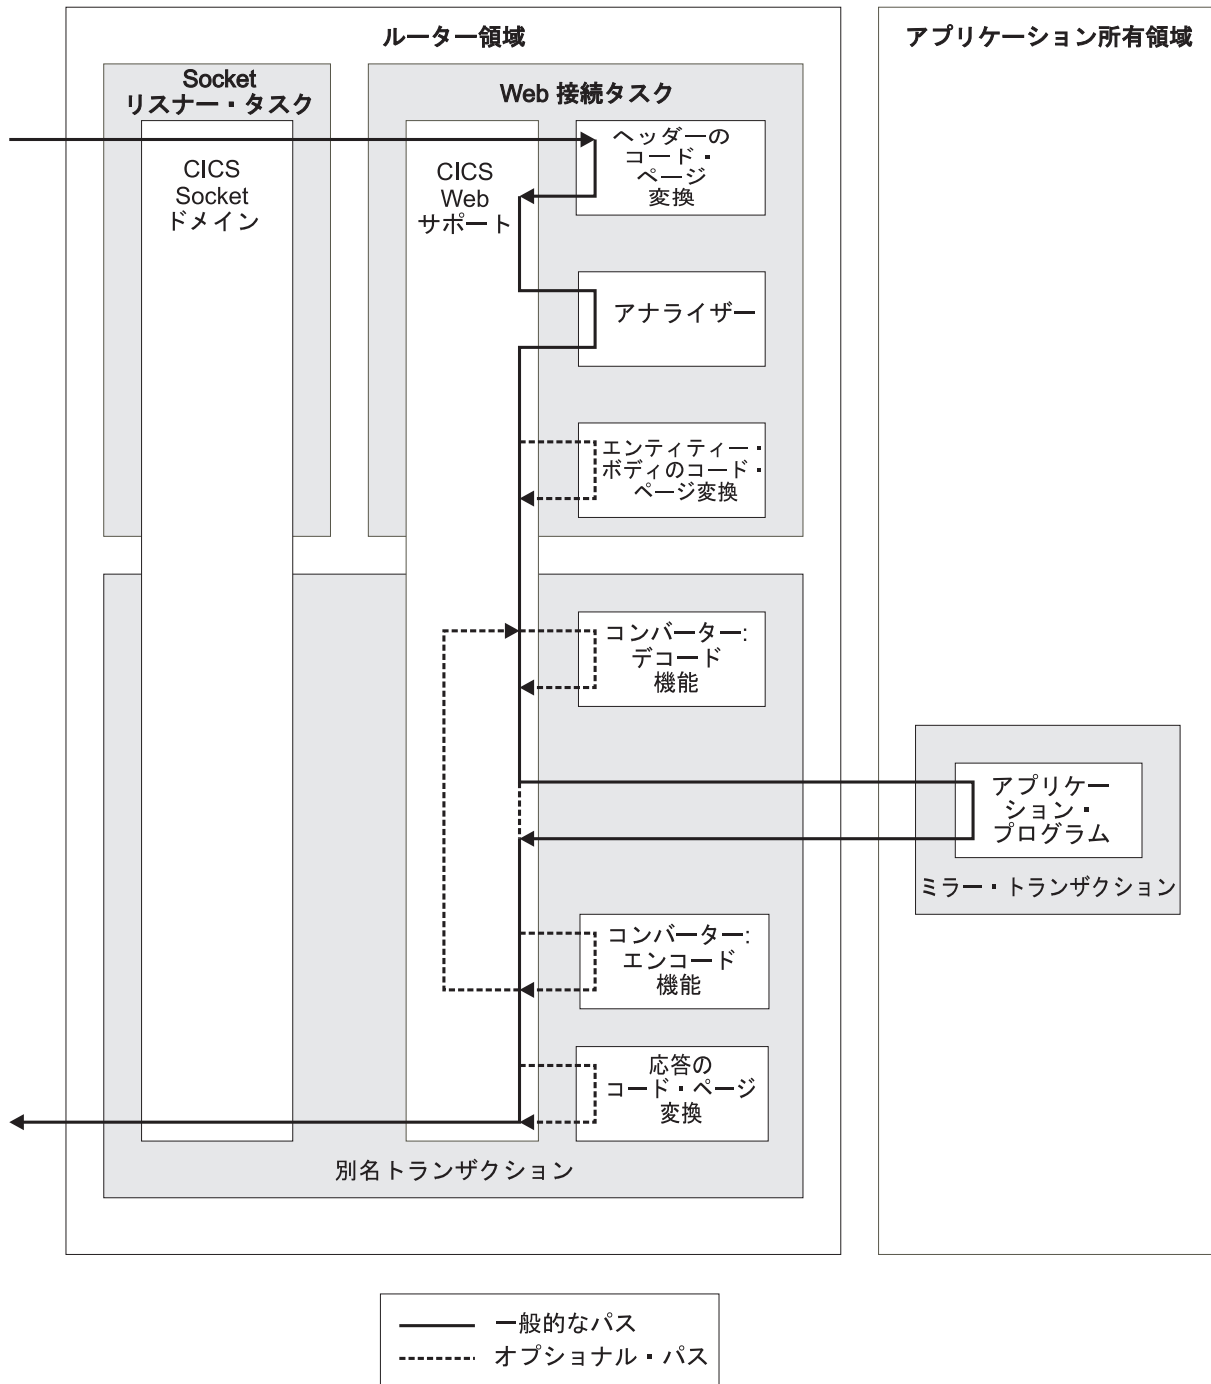 ルーター領域
アプリケーション所有領域
Socket
リスナー・タスク
Web 接続タスク
CICS
Socket
ドメイン
CICS
Web
サポート
ヘッダーの
コード・
ページ
変換
アナライザー
エンティティー・
ボディのコード・
ページ変換
コンバーター:
デコード
機能
アプリケー
ション・
プログラム
ミラー・トランザクション
コンバーター:
エンコード
機能
応答の
コード・ページ
変換
別名トランザクション
一般的なパス
オプショナル・パス